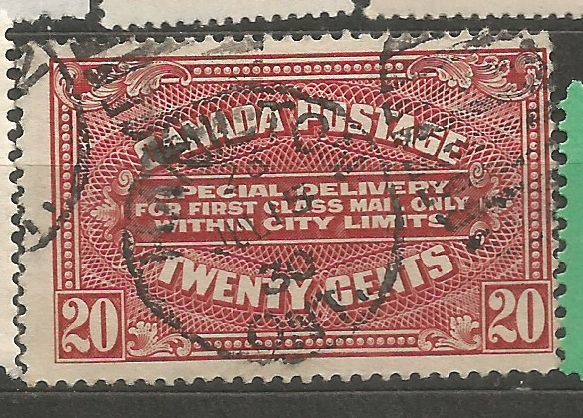 CANADA POSTAGE
SPECIAL DELIVERY
FOR FIRST CLASS MAIL ONLY
WITHIN CITY LIMITS
TWENTY CENTS
20 20